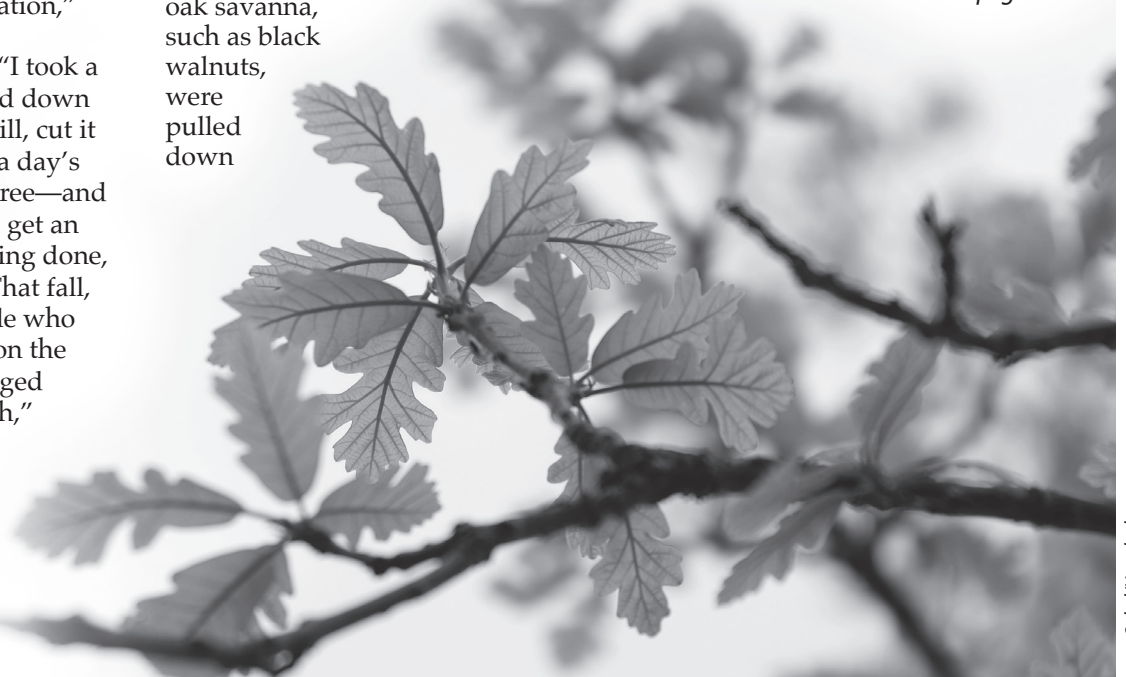 ation,”
“I took a
d down
ill, cut it
a day’s
ree—and
get an
ing done,
hat fall,
le who
on the
ged
h,”
oak savanna,
such as black
walnuts,
were
pulled
down